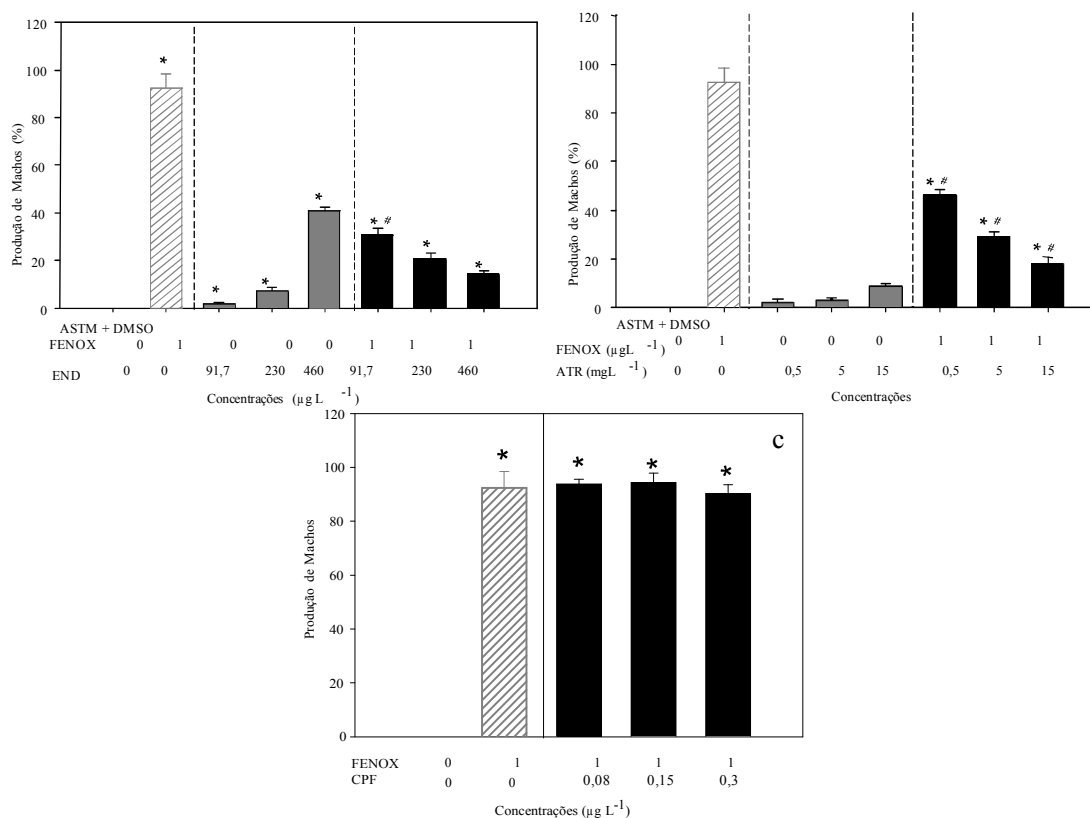 120
100
80
60
40
20
0
Produção de Machos (%)
*
*
*
*
* #
*
*
ASTM + DMSO
FENOX 0 1 0 0 0 1 1 1
END 0 0 91,7 230 460 91,7 230 460
Concentrações (µg L -1)
120
100
80
60
40
20
0
Produção de Machos (%)
* #
* #
* #
ASTM + DMSO
FENOX (µgL -1) 0 1 0 0 0 1 1 1
ATR (mgL -1) 0 0 0,5 5 15 0,5 5 15
Concentrações
120
100
80
60
40
20
0
Produção de Machos
c
*
*
*
*
FENOX 0 1 1 1 1
CPF 0 0 0,08 0,15 0,3
Concentrações (µg L-1)